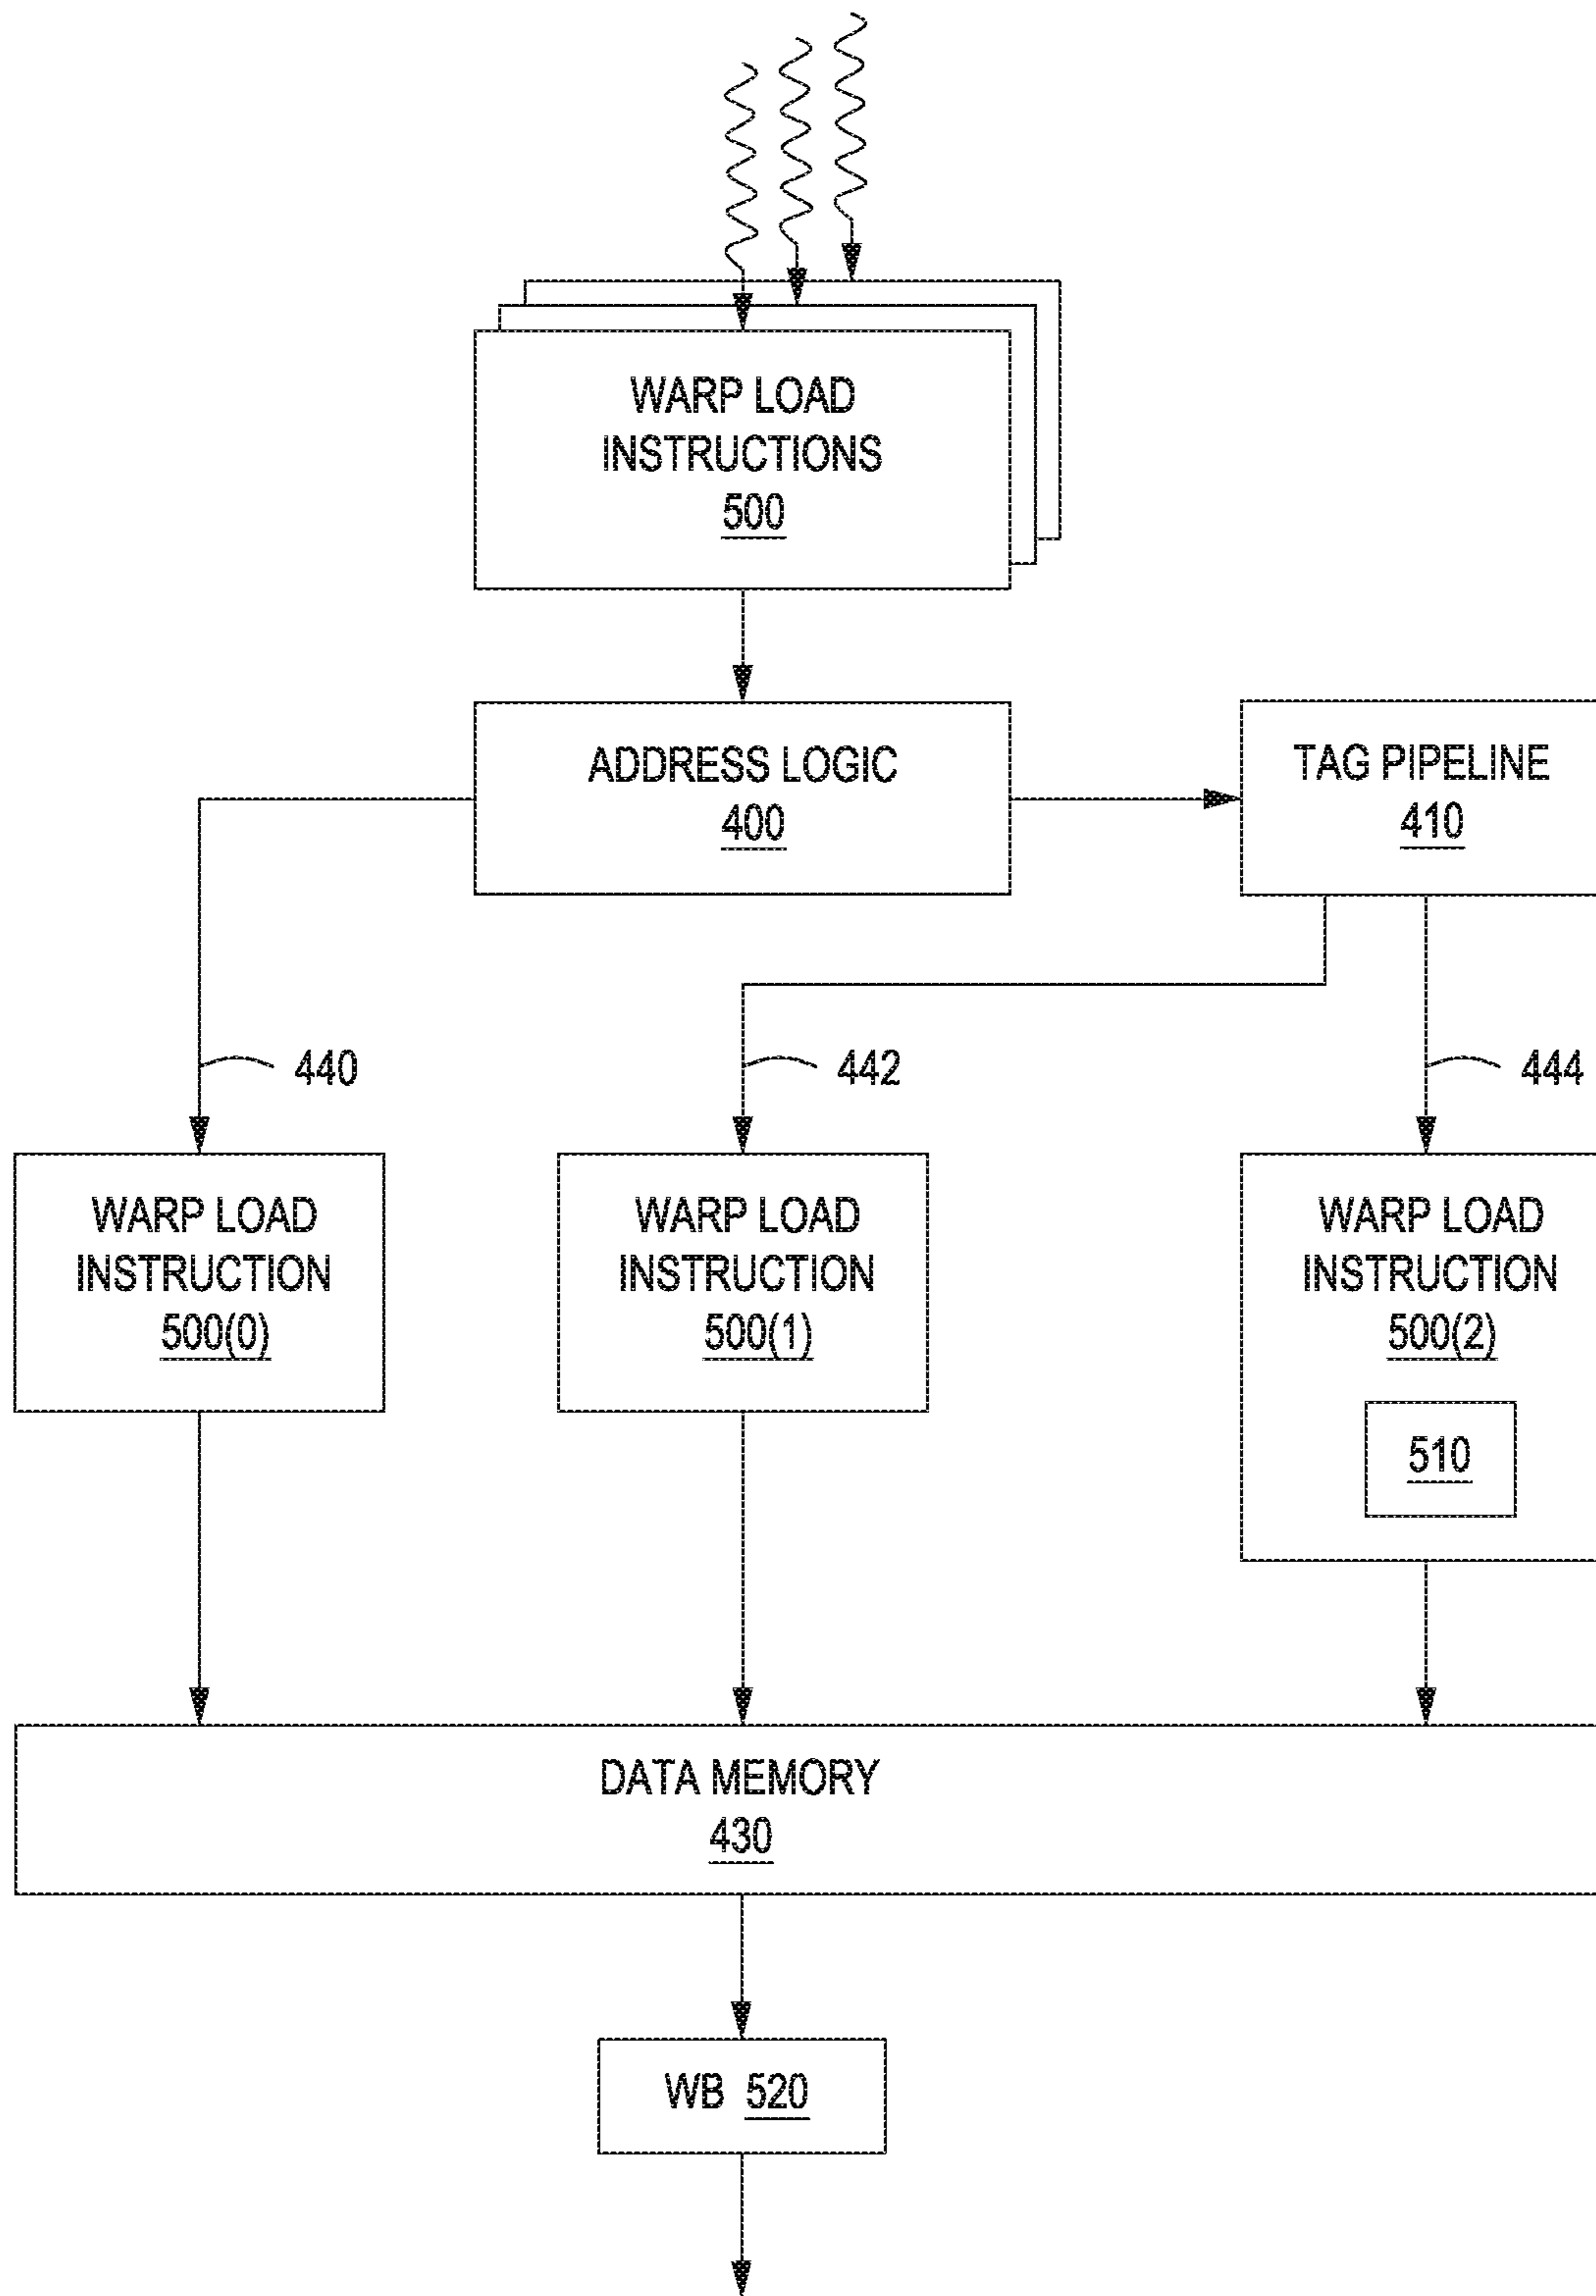 WARP LOAD
INSTRUCTIONS
500
ADDRESS LOGIC
400
TAG PIPELINE
410
440
442
444
WARP LOAD
INSTRUCTION
500(0)
WARP LOAD
INSTRUCTION
500(1)
WARP LOAD
INSTRUCTION
500(2)
510
DATA MEMORY
430
WB 520